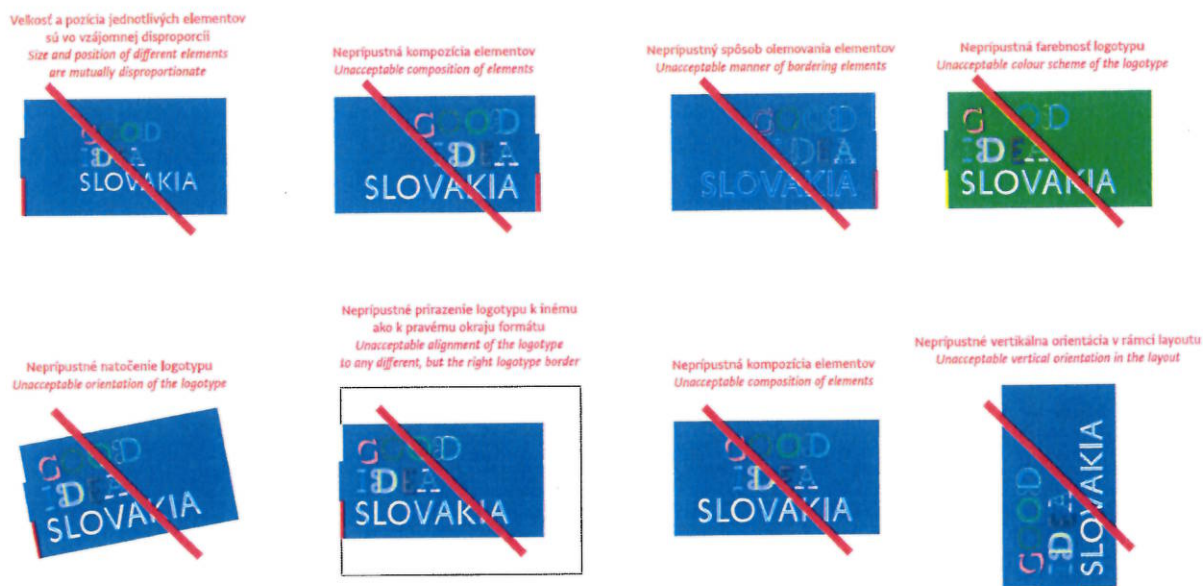 Veľkosť a pozícia jednotlivých elementov
sú vo vzájomnej disproporcii
Size and position of different elements
are mutually disproportionate
GOOD
IDEA
SLOVAKIA
Neprípustná kompozícia elementov
Unacceptable composition of elements
GOOD
IDEA
SLOVAKIA
Neprípustný spôsob olemovania elementov
Unacceptable manner of bordering elements
GOOD
IDEA
SLOVAKIA
Neprípustná farebnosť logotypu
Unacceptable colour scheme of the logotype
GOOD
IDEA
SLOVAKIA
Neprípustné natočenie logotypu
Unacceptable orientation of the logotype
GOOD
IDEA
SLOVAKIA
Neprípustné prirazenie logotypu k inému
ako k pravému okraju formátu
Unacceptable alignment of the logotype
to any different, but the right logotype border
GOOD
IDEA
SLOVAKIA
Neprípustná kompozícia elementov
Unacceptable composition of elements
GOOD
IDEA
SLOVAKIA
Neprípustné vertikálna orientácia v rámci layoutu
Unacceptable vertical orientation in the layout
GOOD
IDEA
SLOVAKIA